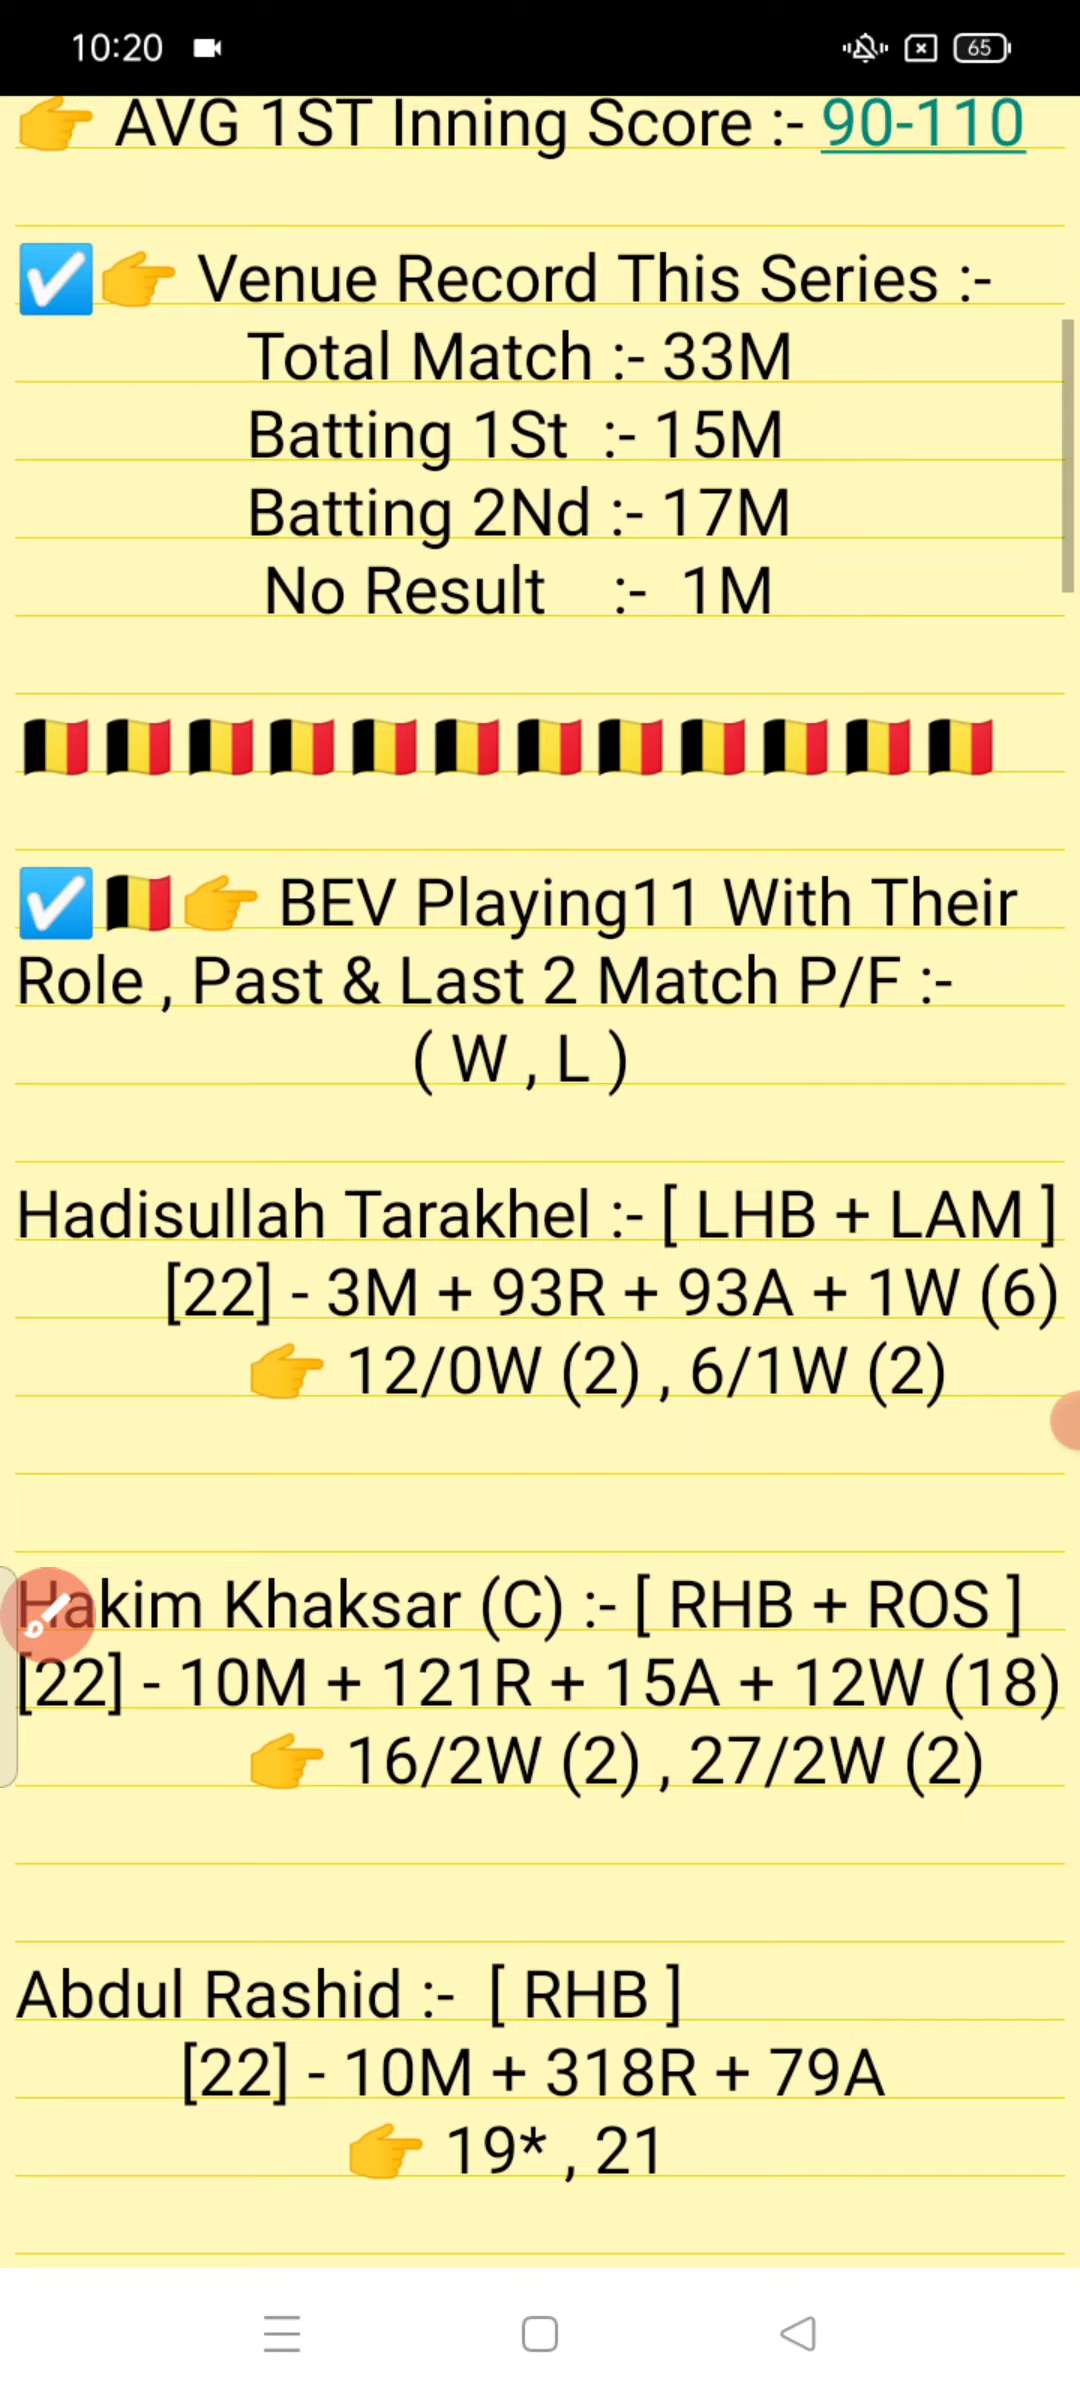 10:20 65
👉 AVG 1ST Inning Score :- 90-110
☑👉 Venue Record This Series :-
Total Match :- 33M
Batting 1St :- 15M
Batting 2Nd :- 17M
No Result :- 1M
🇧🇪🇧🇪🇧🇪🇧🇪🇧🇪🇧🇪🇧🇪🇧🇪🇧🇪🇧🇪🇧🇪🇧🇪
☑🇧🇪👉 BEV Playing11 With Their
Role , Past & Last 2 Match P/F :-
( W , L )
Hadisullah Tarakhel :- [ LHB + LAM ]
[22] - 3M + 93R + 93A + 1W (6)
👉 12/0W (2) , 6/1W (2)
Hakim Khaksar (C) :- [ RHB + ROS ]
[22] - 10M + 121R + 15A + 12W (18)
👉 16/2W (2) , 27/2W (2)
Abdul Rashid :- [ RHB ]
[22] - 10M + 318R + 79A
👉 19* , 21